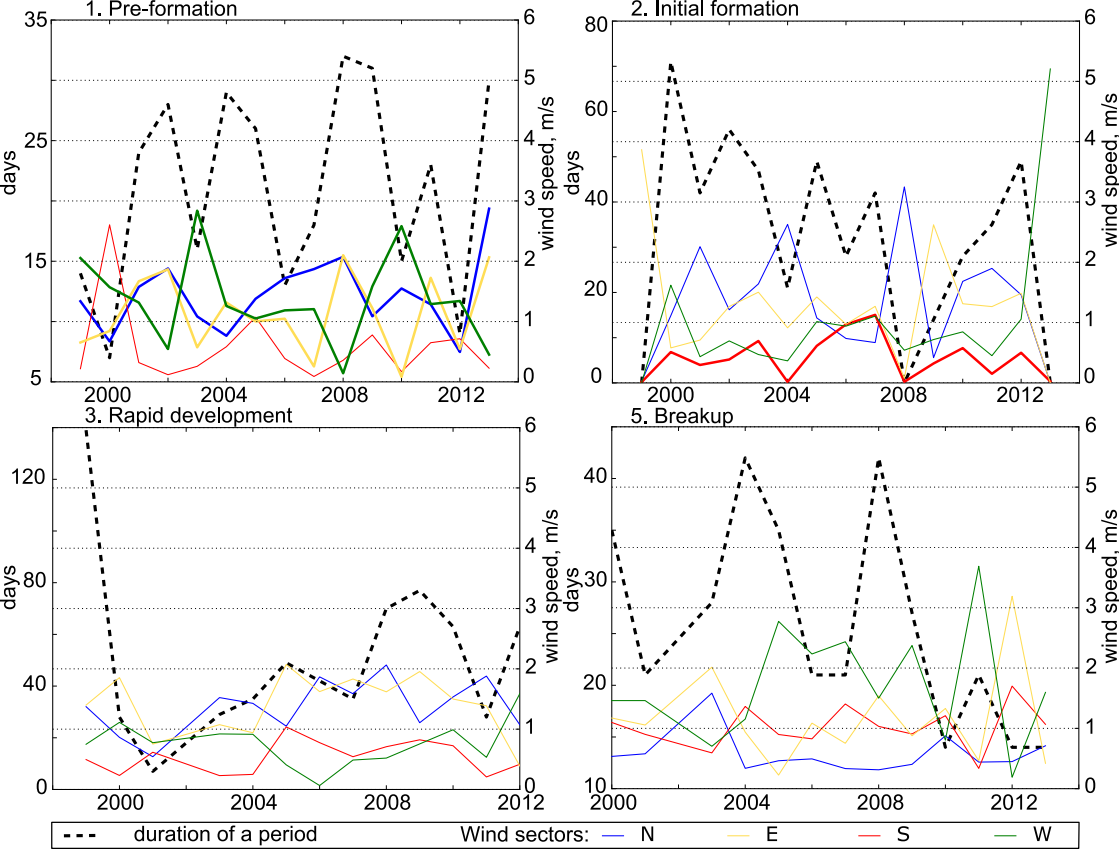 1. Pre-formation
2. Initial formation
35
25
15
5
days
6
5
4
3
2
1
0
wind speed, m/s
2000 2004 2008 2012
80
60
40
20
0
days
6
5
4
3
2
1
0
wind speed, m/s
2000 2004 2008 2012
3. Rapid development
5. Breakup
120
80
40
0
days
6
5
4
3
2
1
0
wind speed, m/s
2000 2004 2008 2012
40
30
20
10
days
6
5
4
3
2
1
0
wind speed, m/s
2000 2004 2008 2012
duration of a period Wind sectors: N E S W